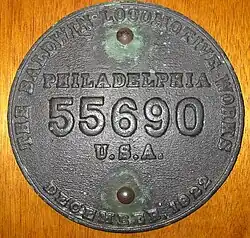 THE BALDWIN LOCOMOTIVE WORKS
PHILADELPHIA
55690
U.S.A.
DECEMBER, 1922